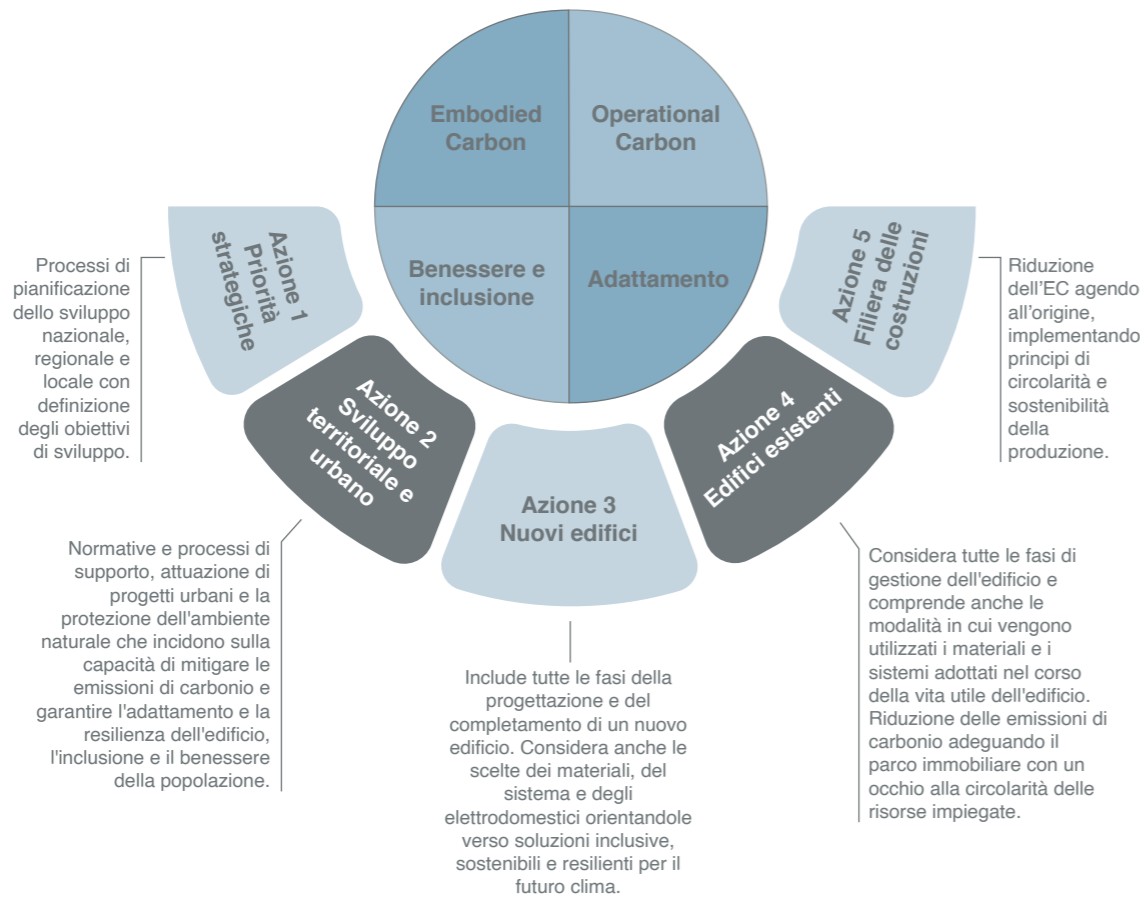 Embodied
Carbon
Operational
Carbon
Benessere e
inclusione
Adattamento
Azione 1
Priorità
strategiche
Processi di
pianificazione
dello sviluppo
nazionale,
regionale e
locale con
definizione
degli obiettivi
di sviluppo.
Azione 2
Sviluppo
territoriale e
urbano
Normative e processi di
supporto, attuazione di
progetti urbani e la
protezione dell'ambiente
naturale che incidono sulla
capacità di mitigare le
emissioni di carbonio e
garantire l'adattamento e la
resilienza dell'edificio,
l'inclusione e il benessere
della popolazione.
Azione 3
Nuovi edifici
Include tutte le fasi della
progettazione e del
completamento di un nuovo
edificio. Considera anche le
scelte dei materiali, del
sistema e degli
elettrodomestici orientandole
verso soluzioni inclusive,
sostenibili e resilienti per il
futuro clima.
Azione 4
Edifici esistenti
Considera tutte le fasi di
gestione dell'edificio e
comprende anche le
modalità in cui vengono
utilizzati i materiali e i
sistemi adottati nel corso
della vita utile dell'edificio.
Riduzione delle emissioni di
carbonio adeguando il
parco immobiliare con un
occhio alla circolarità delle
risorse impiegate.
Azione 5
Filiera delle
costruzioni
Riduzione
dell'EC agendo
all'origine,
implementando
principi di
circolarità e
sostenibilità
della
produzione.